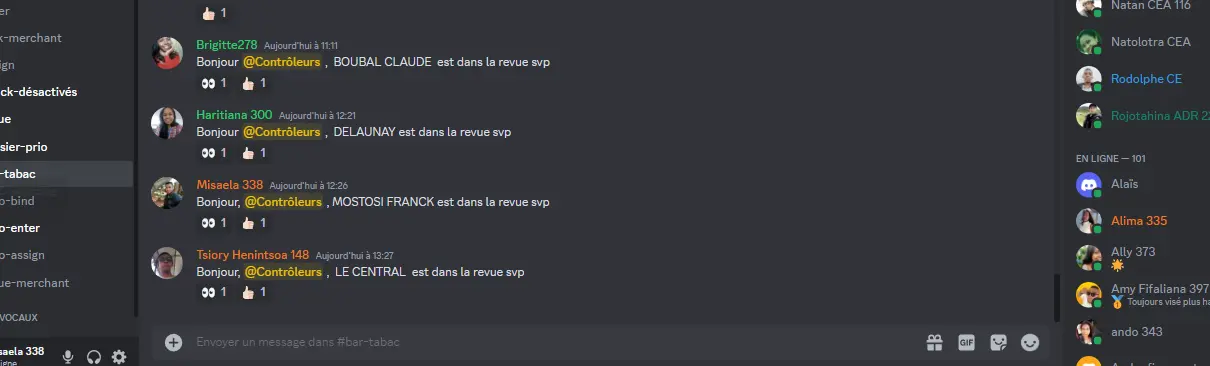 er
k-merchant
ign
ck-désactivés
ue
sier-prio
-tabac
o-bind
o-enter
o-assign
ue-merchant
VOCAUX
saela 338
igne
👍🏻 1
Brigitte278 Aujourd'hui à 11:11
Bonjour @Contrôleurs , BOUBAL CLAUDE est dans la revue svp
👀 1 👍🏻 1
Haritiana 300 Aujourd'hui à 12:21
Bonjour @Contrôleurs , DELAUNAY est dans la revue svp
👀 1 👍🏻 1
Misaela 338 Aujourd'hui à 12:26
Bonjour, @Contrôleurs ,MOSTOSI FRANCK est dans la revue svp
👀 1 👍🏻 1
Tsiory Henintsoa 148 Aujourd'hui à 13:27
Bonjour, @Contrôleurs , LE CENTRAL est dans la revue svp
👀 1 👍🏻 1
Envoyer un message dans #bar-tabac
GIF
Natan CEA 116
Natolotra CEA
Rodolphe CE
Rojotahina ADR 22
EN LIGNE — 101
Alaïs
Alima 335
Ally 373
☀️
Amy Fifaliana 397
🥇 Toujours visé plus ha
ando 343